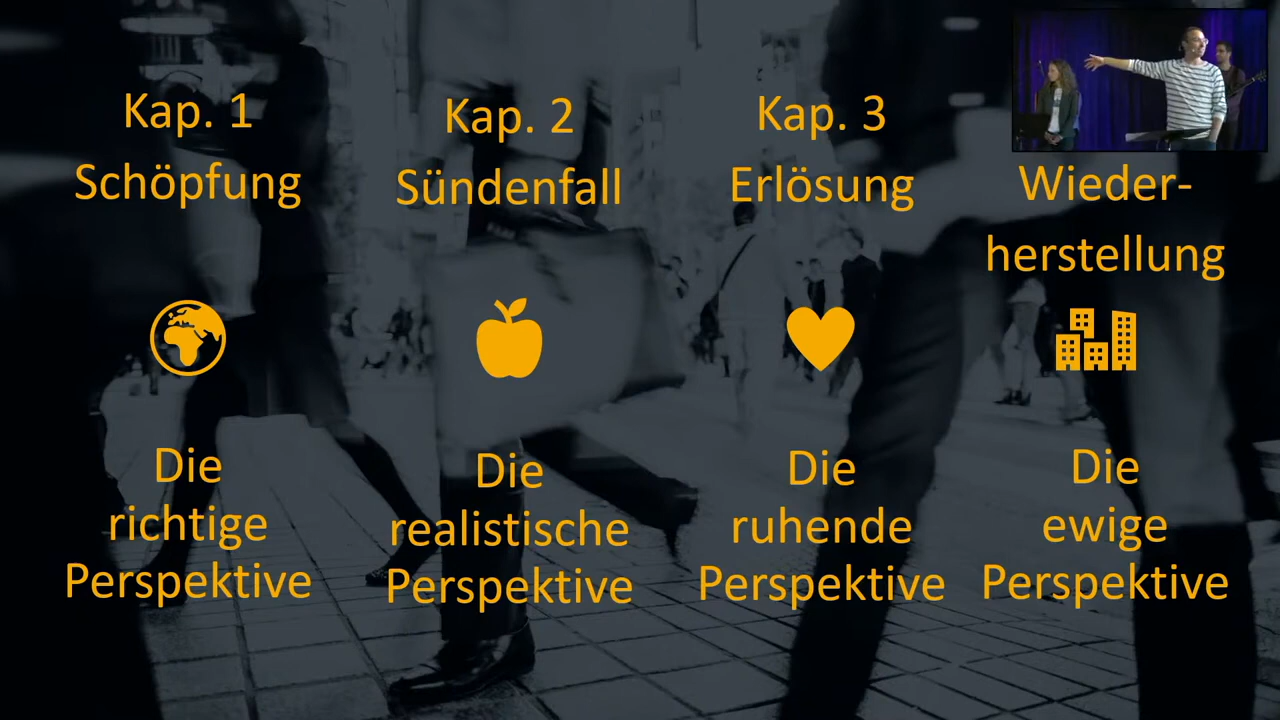 Kap. 1
Schöpfung
Die
richtige
Perspektive
Kap. 2
Sündenfall
Die
realistische
Perspektive
Kap. 3
Erlösung
Die
ruhende
Perspektive
Wieder-
herstellung
Die
ewige
Perspektive